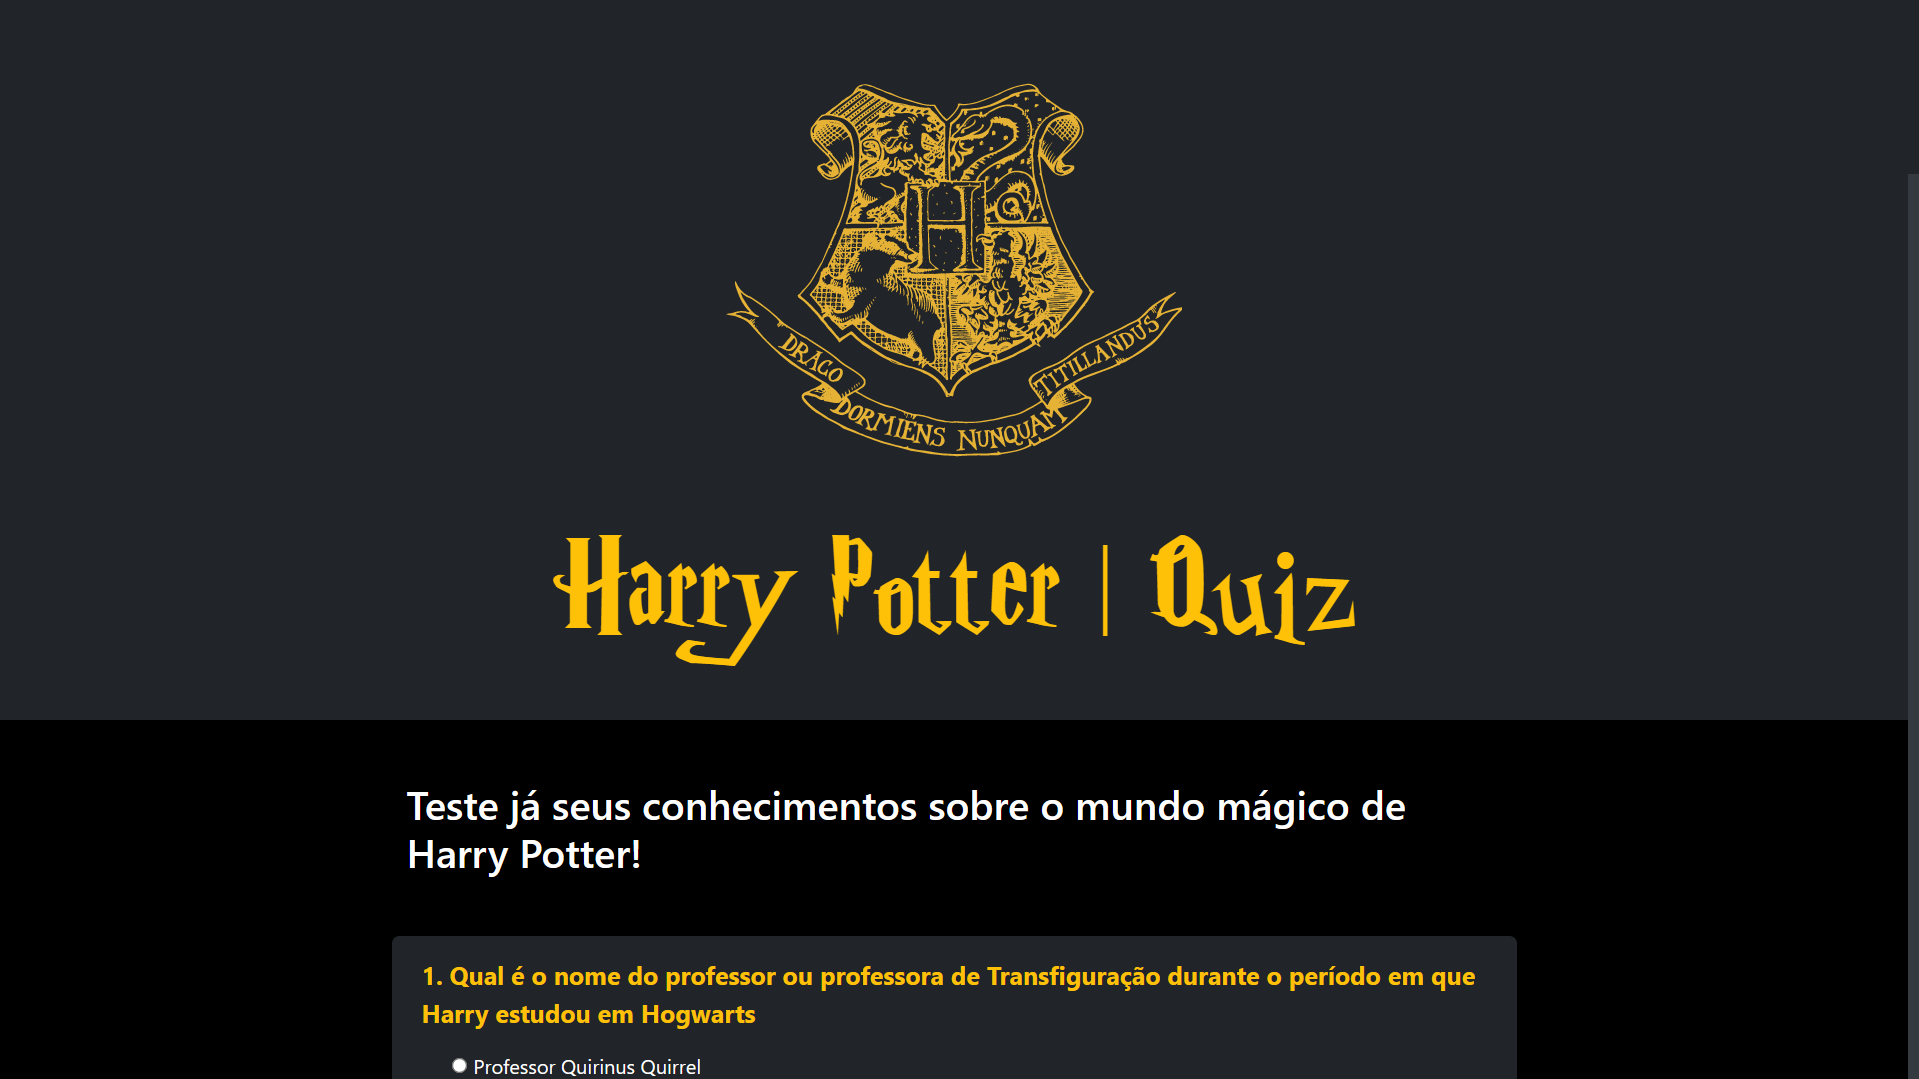 H
DRACO
DORMIENS NUNQUAM
TITILLANDUS
Harry Potter | Quiz
Teste já seus conhecimentos sobre o mundo mágico de
Harry Potter!
1. Qual é o nome do professor ou professora de Transfiguração durante o período em que
Harry estudou em Hogwarts
Professor Quirinus Quirrel